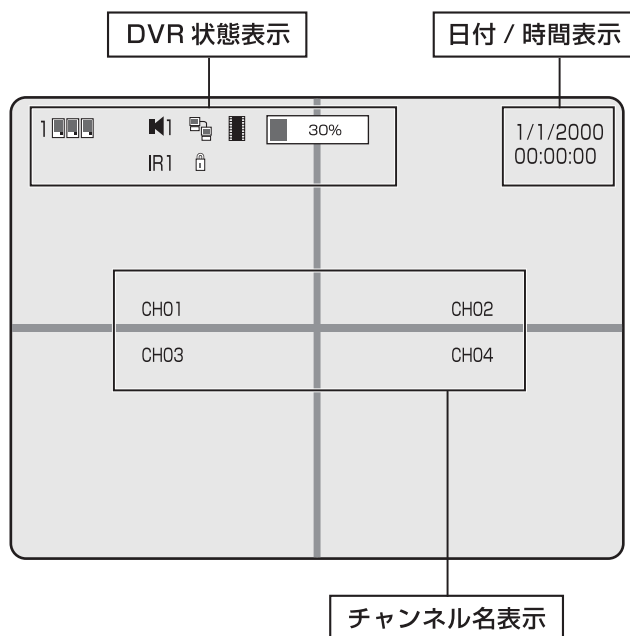 DVR 状態表示
日付 / 時間表示
1
1
30%
1/1/2000
IR1
00:00:00
CH01
CH02
CH03
CH04
チャンネル名表示